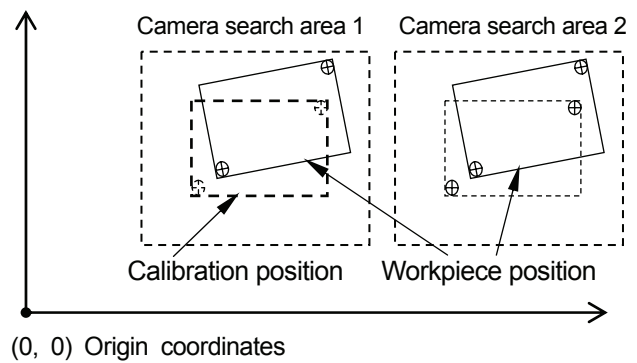 Camera search area 1
Camera search area 2
Calibration position
Workpiece position
(0, 0) Origin coordinates